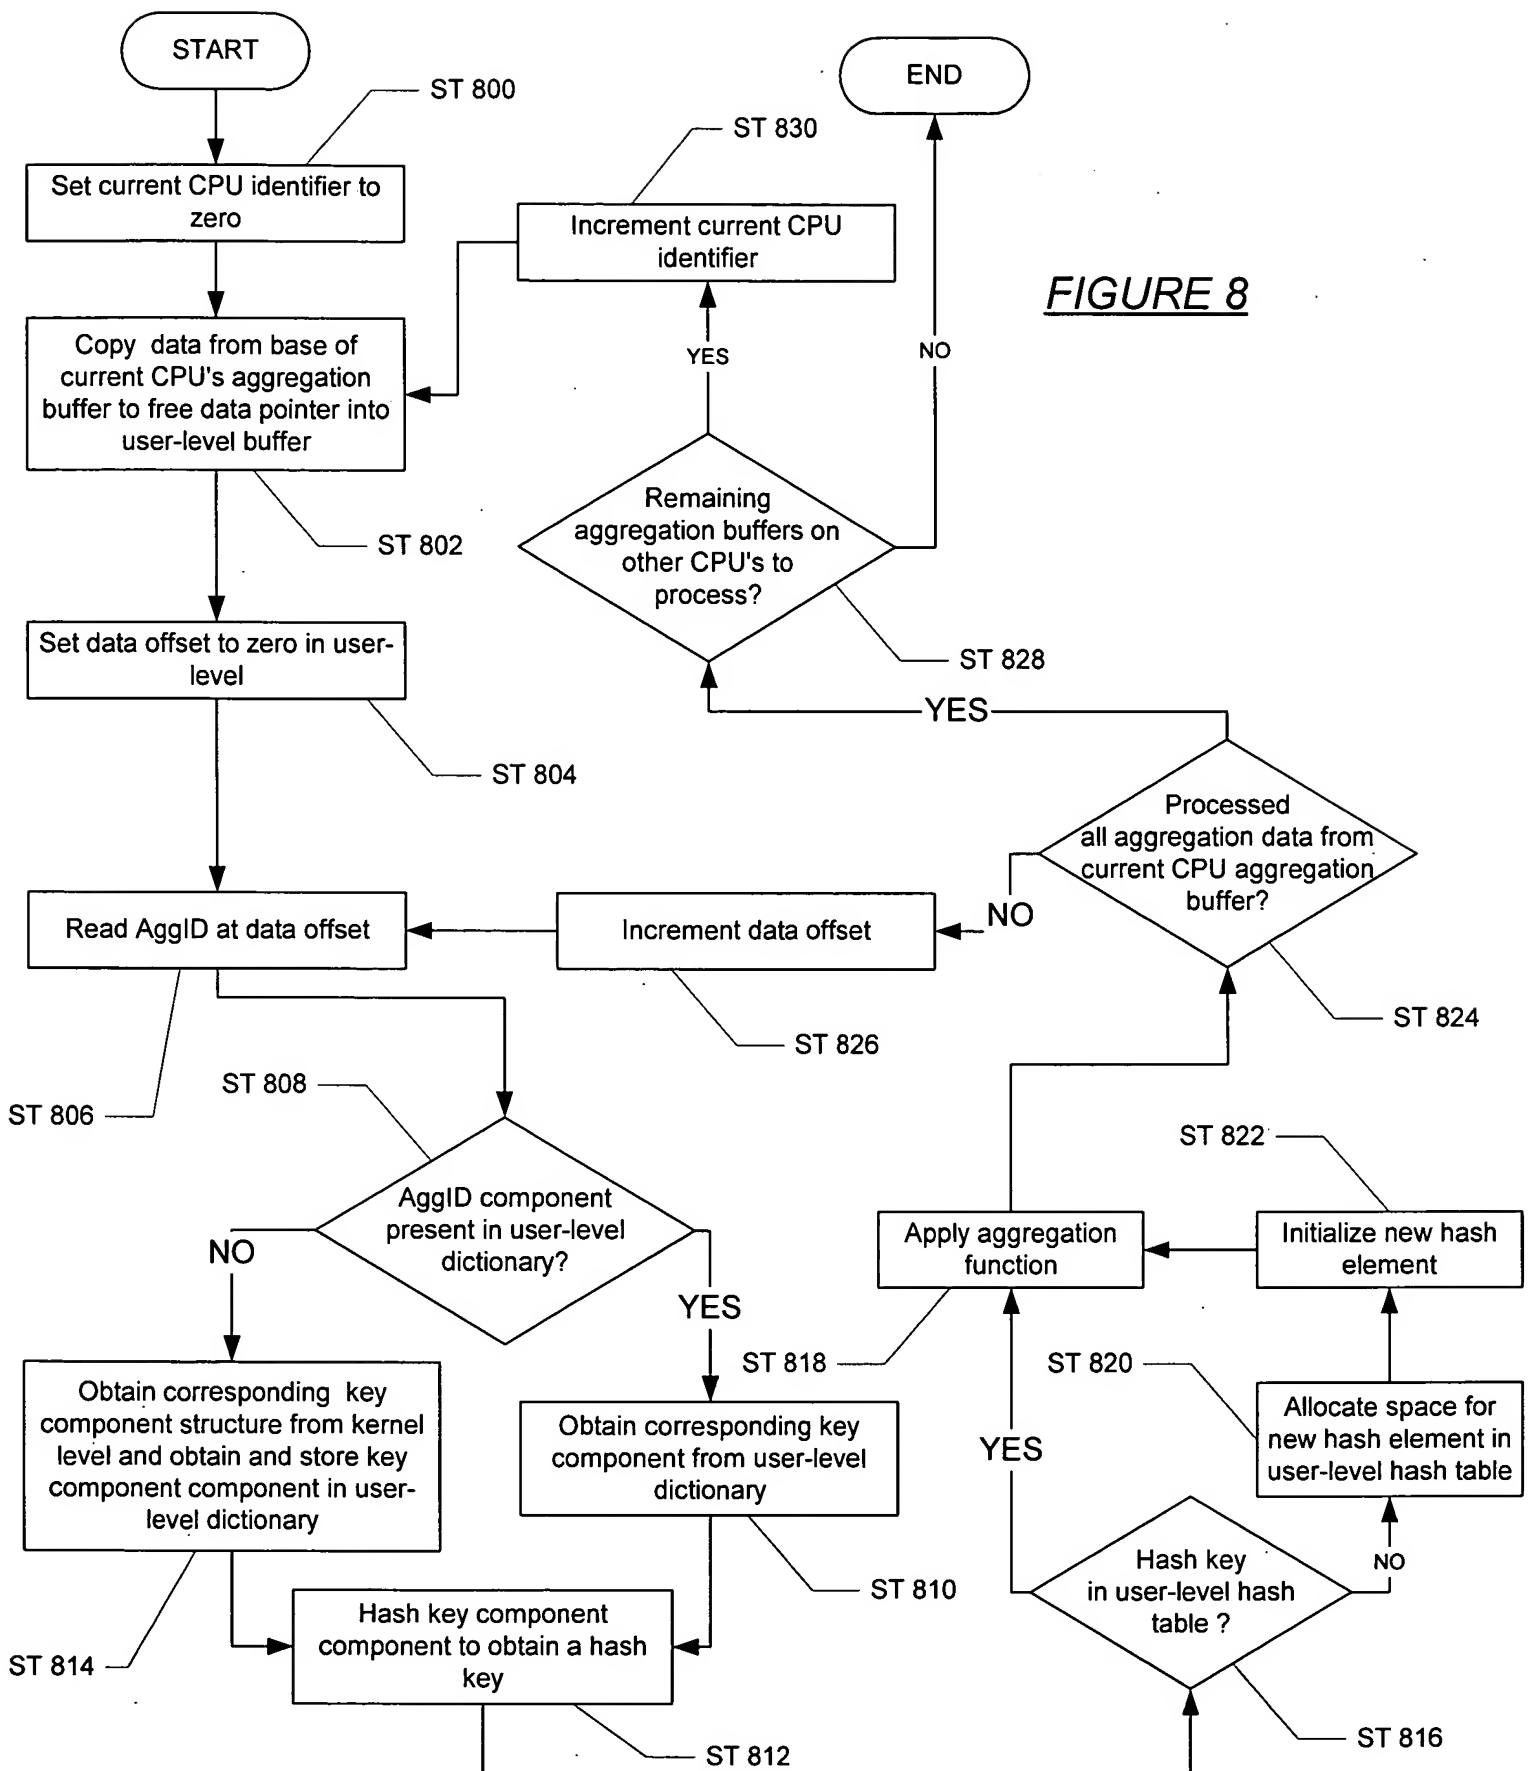 START
ST 800
Set current CPU identifier to
zero
END
ST 830
Increment current CPU
identifier
FIGURE 8
Copy data from base of
current CPU's aggregation
buffer to free data pointer into
user-level buffer
YES
NO
ST 802
Remaining
aggregation buffers on
other CPU's to
process?
ST 828
Set data offset to zero in user-
level
ST 804
YES
Processed
all aggregation data from
current CPU aggregation
buffer?
NO
ST 824
Read AggID at data offset
Increment data offset
ST 826
ST 806
ST 808
AggID component
present in user-level
dictionary?
NO
YES
ST 822
Apply aggregation
function
Initialize new hash
element
ST 818
ST 820
Obtain corresponding key
component structure from kernel
level and obtain and store key
component component in user-
level dictionary
Obtain corresponding key
component from user-level
dictionary
YES
Allocate space for
new hash element in
user-level hash table
NO
ST 810
Hash key
in user-level hash
table ?
ST 814
Hash key component
component to obtain a hash
key
ST 812
ST 816